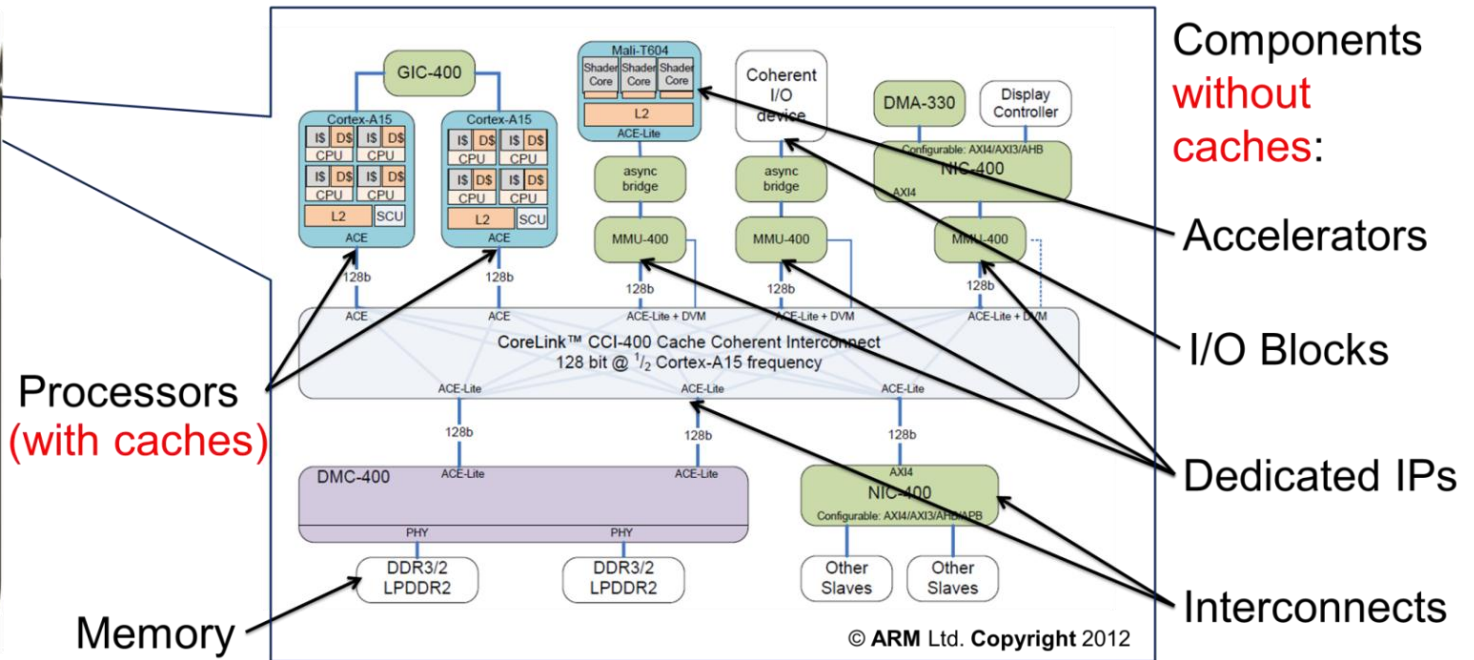 Components
without
caches:
Accelerators
I/O Blocks
Dedicated IPs
Interconnects
Processors
(with caches)
Memory
GIC-400
Cortex-A15
I$ D$ I$ D$
CPU CPU
I$ D$ I$ D$
CPU CPU
L2 SCU
ACE
128b
Cortex-A15
I$ D$ I$ D$
CPU CPU
I$ D$ I$ D$
CPU CPU
L2 SCU
ACE
128b
Mali-T604
Shader Shader Shader
Core Core Core
L2
ACE-Lite
async
bridge
MMU-400
128b
Coherent
I/O
device
async
bridge
MMU-400
128b
DMA-330
Display
Controller
Configurable: AXI4/AXI3/AHB
NIC-400
AXI4
MMU-400
128b
ACE ACE ACE-Lite + DVM ACE-Lite + DVM ACE-Lite + DVM
CoreLink™ CCI-400 Cache Coherent Interconnect
128 bit @ 1/2 Cortex-A15 frequency
ACE-Lite ACE-Lite ACE-Lite
128b 128b 128b
DMC-400 ACE-Lite ACE-Lite
PHY PHY
DDR3/2
LPDDR2
DDR3/2
LPDDR2
AXI4
NIC-400
Configurable: AXI4/AXI3/AHB/APB
Other
Slaves
Other
Slaves
© ARM Ltd. Copyright 2012